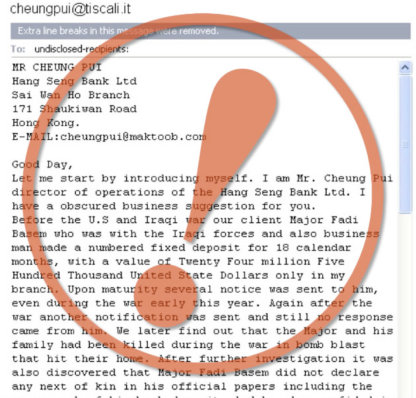 cheungpui@tiscali.it
Extra line breaks in this message were removed.
To: undisclosed-recipients:
MR CHEUNG PUI
Hang Seng Bank Ltd
Sai Wan Ho Branch
171 Shaukiwan Road
Hong Kong.
E-MAIL:cheungpui@maktoob.com
Good Day,
Let me start by introducing myself. I am Mr. Cheung Pui
director of operations of the Hang Seng Bank Ltd. I
have a obscured business suggestion for you.
Before the U.S and Iraqi war our client Major Fadi
Basem who was with the Iraqi forces and also business
man made a numbered fixed deposit for 18 calendar
months, with a value of Twenty Four million Five
Hundred Thousand United State Dollars only in my
branch. Upon maturity several notice was sent to him,
even during the war early this year. Again after the
war another notification was sent and still no response
came from him. We later find out that the Major and his
family had been killed during the war in bomb blast
that hit their home. After further investigation it was
also discovered that Major Fadi Basem did not declare
any next of kin in his official papers including the